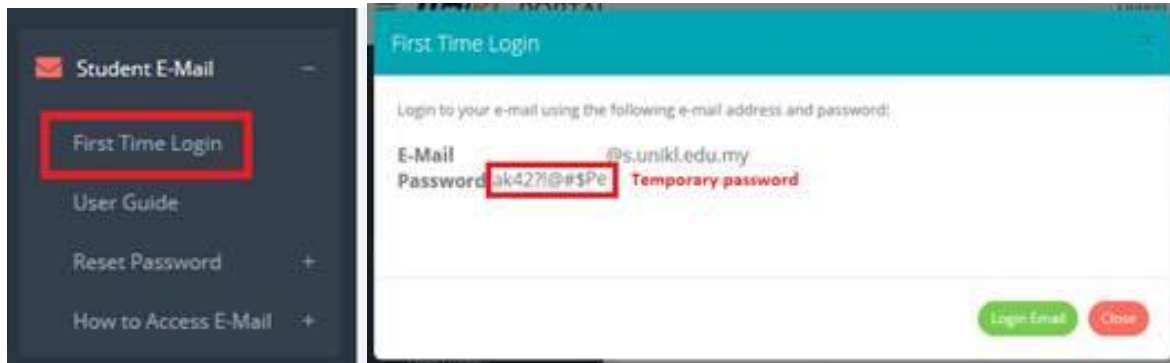 Student E-Mail
First Time Login
User Guide
Reset Password
How to Access E-Mail
PORTAL
First Time Login
Login to your e-mail using the following e-mail address and password:
E-Mail @s.unikl.edu.my
Password ak42?!@#$Pe Temporary password
Login Email Close